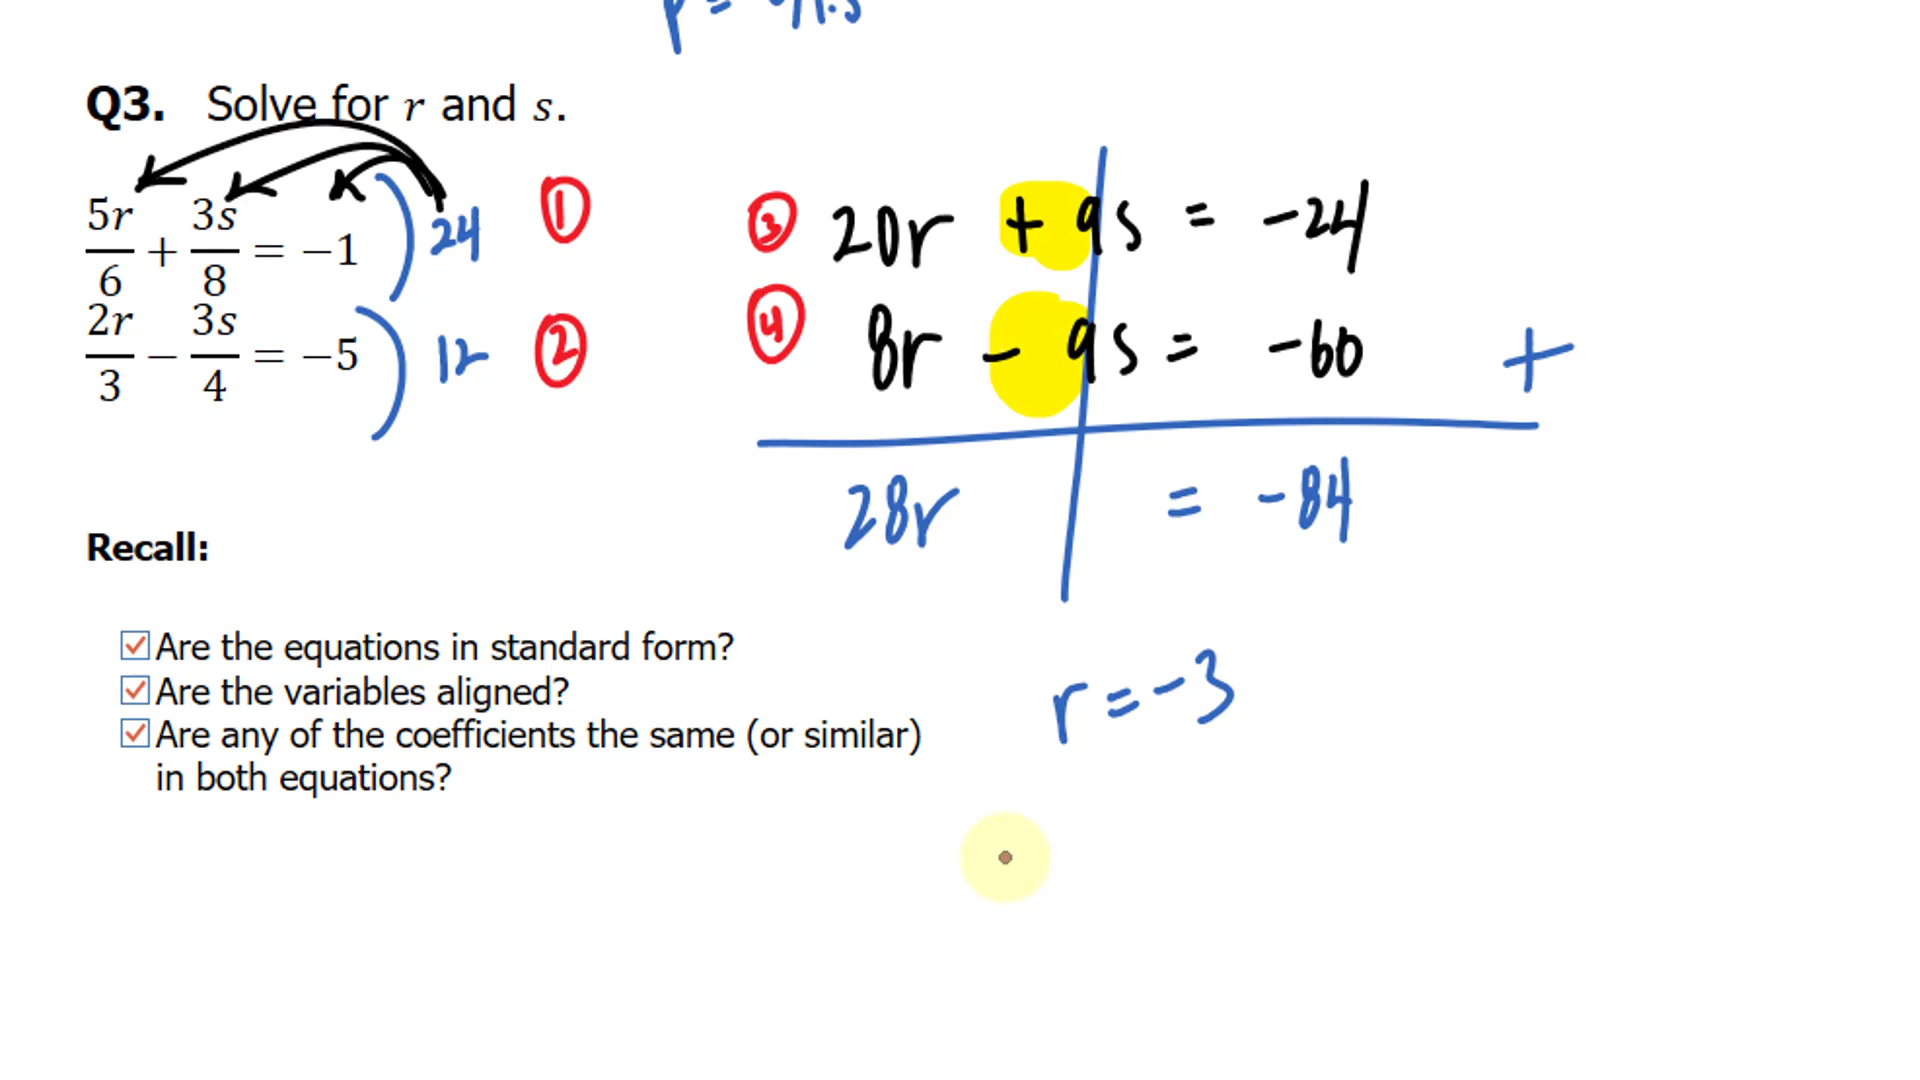 Q3. Solve for r and s.
5r/6 + 3s/8 = −1 24 ①
2r/3 − 3s/4 = −5 12 ②
③ 20r + 9s = -24
④ 8r - 9s = -60 +
28r = -84
r = -3
Recall:
☑ Are the equations in standard form?
☑ Are the variables aligned?
☑ Are any of the coefficients the same (or similar)
in both equations?